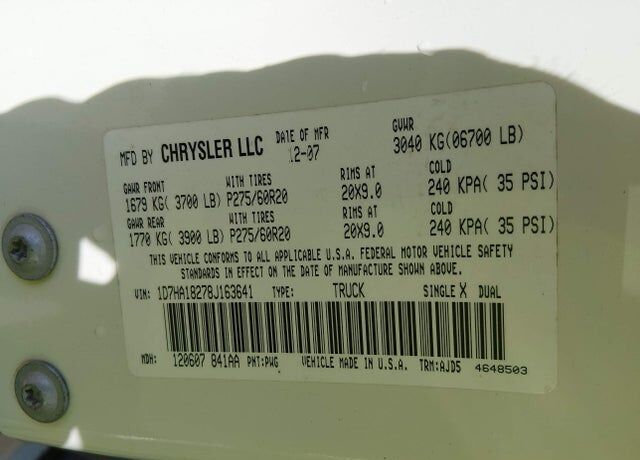 MFD BY CHRYSLER LLC DATE OF MFR 12-07 GVWR 3040 KG(06700 LB)
GAWR FRONT WITH TIRES RIMS AT COLD
1679 KG( 3700 LB) P275/60R20 20X9.0 240 KPA( 35 PSI)
GAWR REAR WITH TIRES RIMS AT COLD
1770 KG( 3900 LB) P275/60R20 20X9.0 240 KPA( 35 PSI)
THIS VEHICLE CONFORMS TO ALL APPLICABLE U.S.A. FEDERAL MOTOR VEHICLE SAFETY
STANDARDS IN EFFECT ON THE DATE OF MANUFACTURE SHOWN ABOVE.
VIN: 1D7HA18278J163641 TYPE: TRUCK SINGLE X DUAL
MDH: 120607 841AA PNT:PWG VEHICLE MADE IN U.S.A. TRM:AJD5 4648503